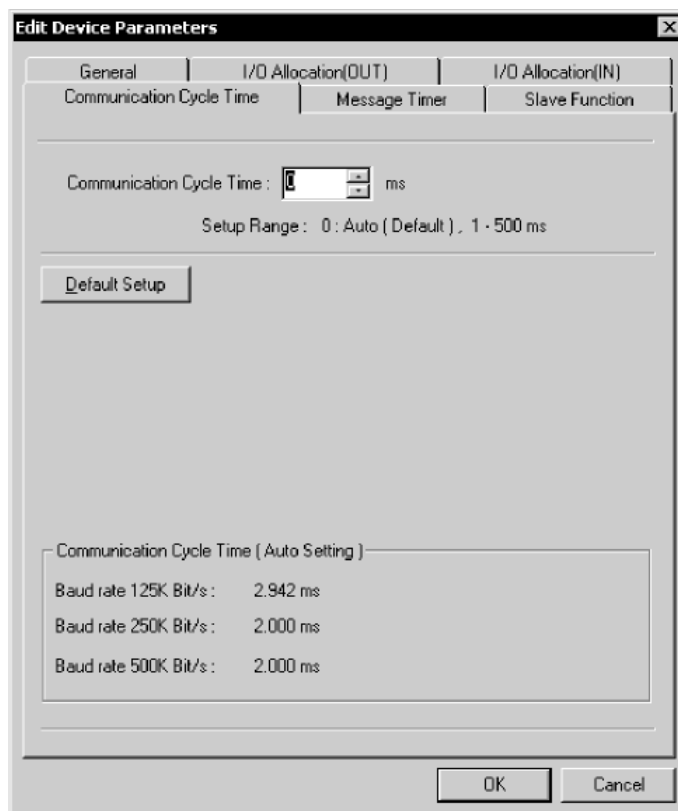 Edit Device Parameters
General I/O Allocation(OUT) I/O Allocation(IN)
Communication Cycle Time Message Timer Slave Function
Communication Cycle Time : 0 ms
Setup Range : 0 : Auto ( Default ) , 1 - 500 ms
Default Setup
Communication Cycle Time ( Auto Setting )
Baud rate 125K Bit/s : 2.942 ms
Baud rate 250K Bit/s : 2.000 ms
Baud rate 500K Bit/s : 2.000 ms
OK Cancel